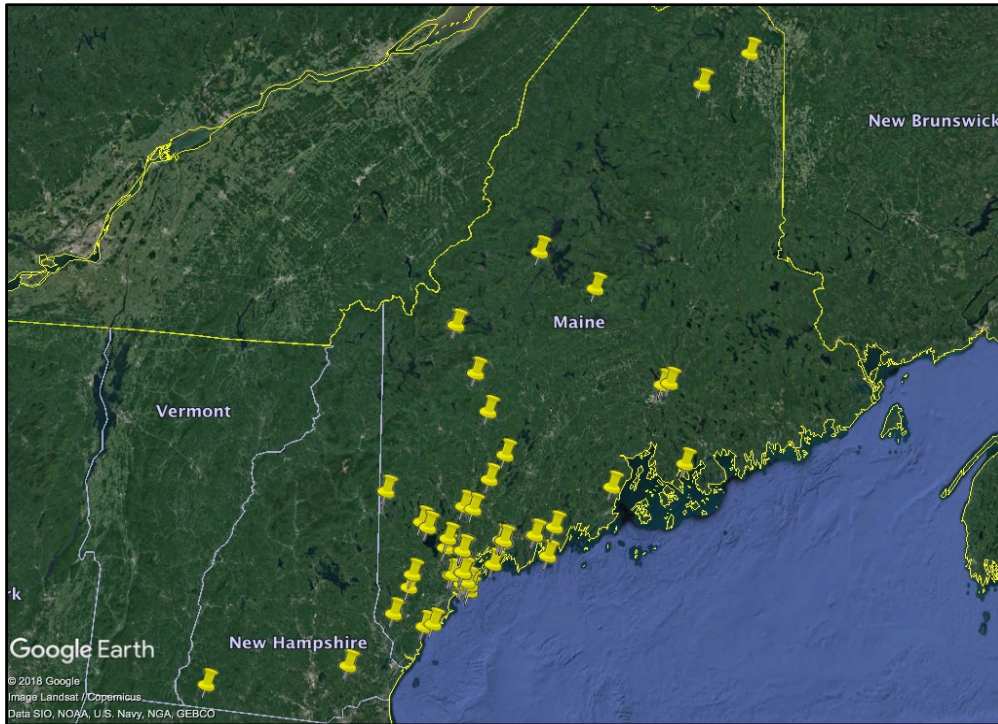 New Brunswick
Maine
Vermont
rk
New Hampshire
Google Earth
© 2018 Google
Image Landsat / Copernicus
Data SIO, NOAA, U.S. Navy, NGA, GEBCO